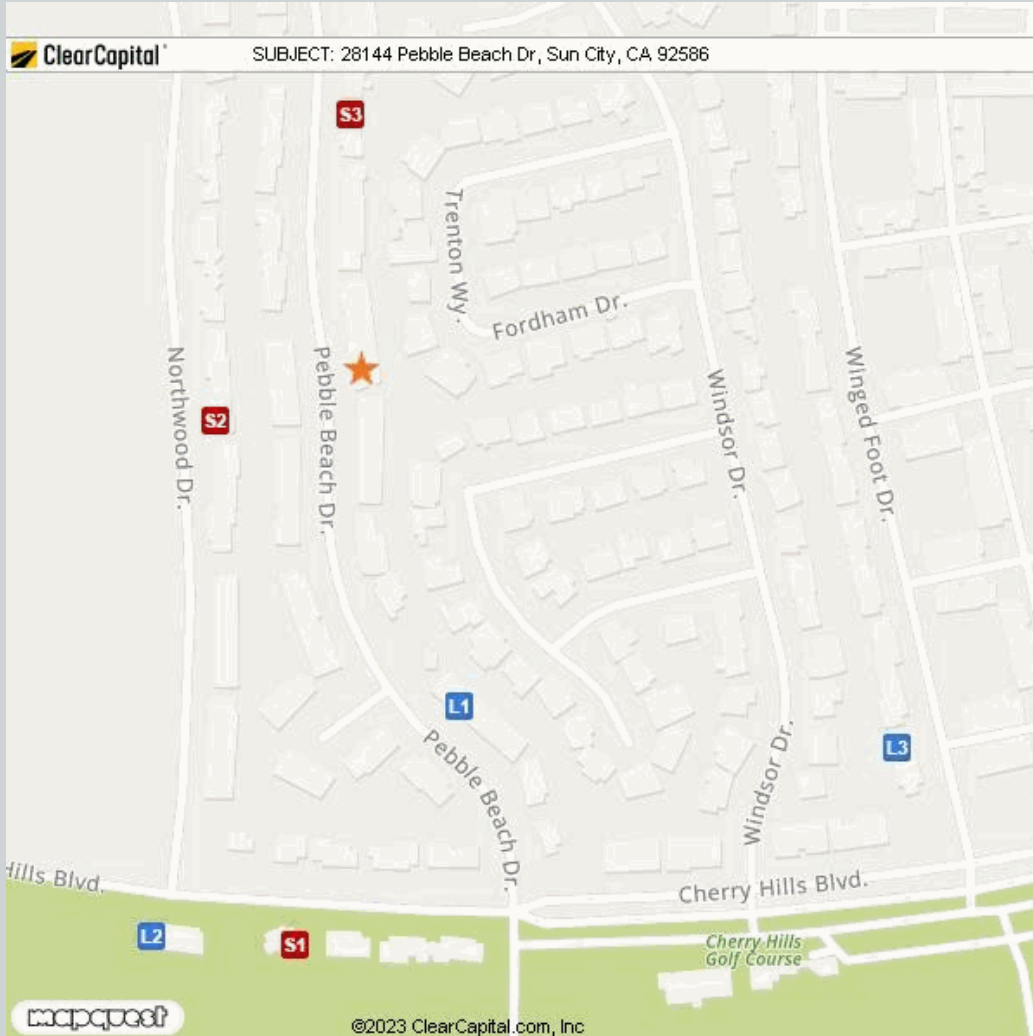 ClearCapital
SUBJECT: 28144 Pebble Beach Dr, Sun City, CA 92586
S3
Trenton Wy.
Fordham Dr.
Northwood Dr.
Pebble Beach Dr.
S2
Windsor Dr.
Winged Foot Dr.
L1
Pebble Beach Dr.
Windsor Dr.
L3
Hills Blvd.
Cherry Hills Blvd.
L2
S1
Cherry Hills
Golf Course
mapquest
©2023 ClearCapital.com, Inc